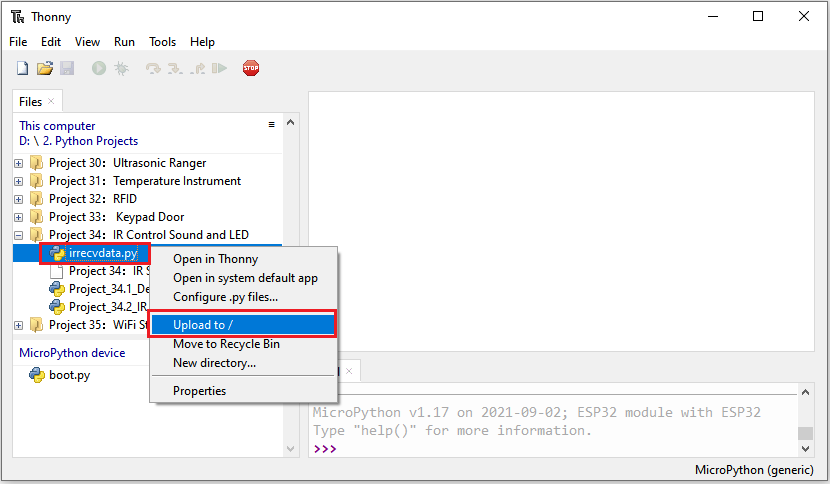 Thonny
File Edit View Run Tools Help
STOP
Files
This computer
D: \ 2. Python Projects
Project 30：Ultrasonic Ranger
Project 31：Temperature Instrument
Project 32：RFID
Project 33： Keypad Door
Project 34：IR Control Sound and LED
irrecvdata.py
Project 34：IR S
Project_34.1_De
Project_34.2_IR
Project 35：WiFi St
Open in Thonny
Open in system default app
Configure .py files...
Upload to /
Move to Recycle Bin
New directory...
Properties
MicroPython device
boot.py
MicroPython v1.17 on 2021-09-02; ESP32 module with ESP32
Type "help()" for more information.
>>>
MicroPython (generic)